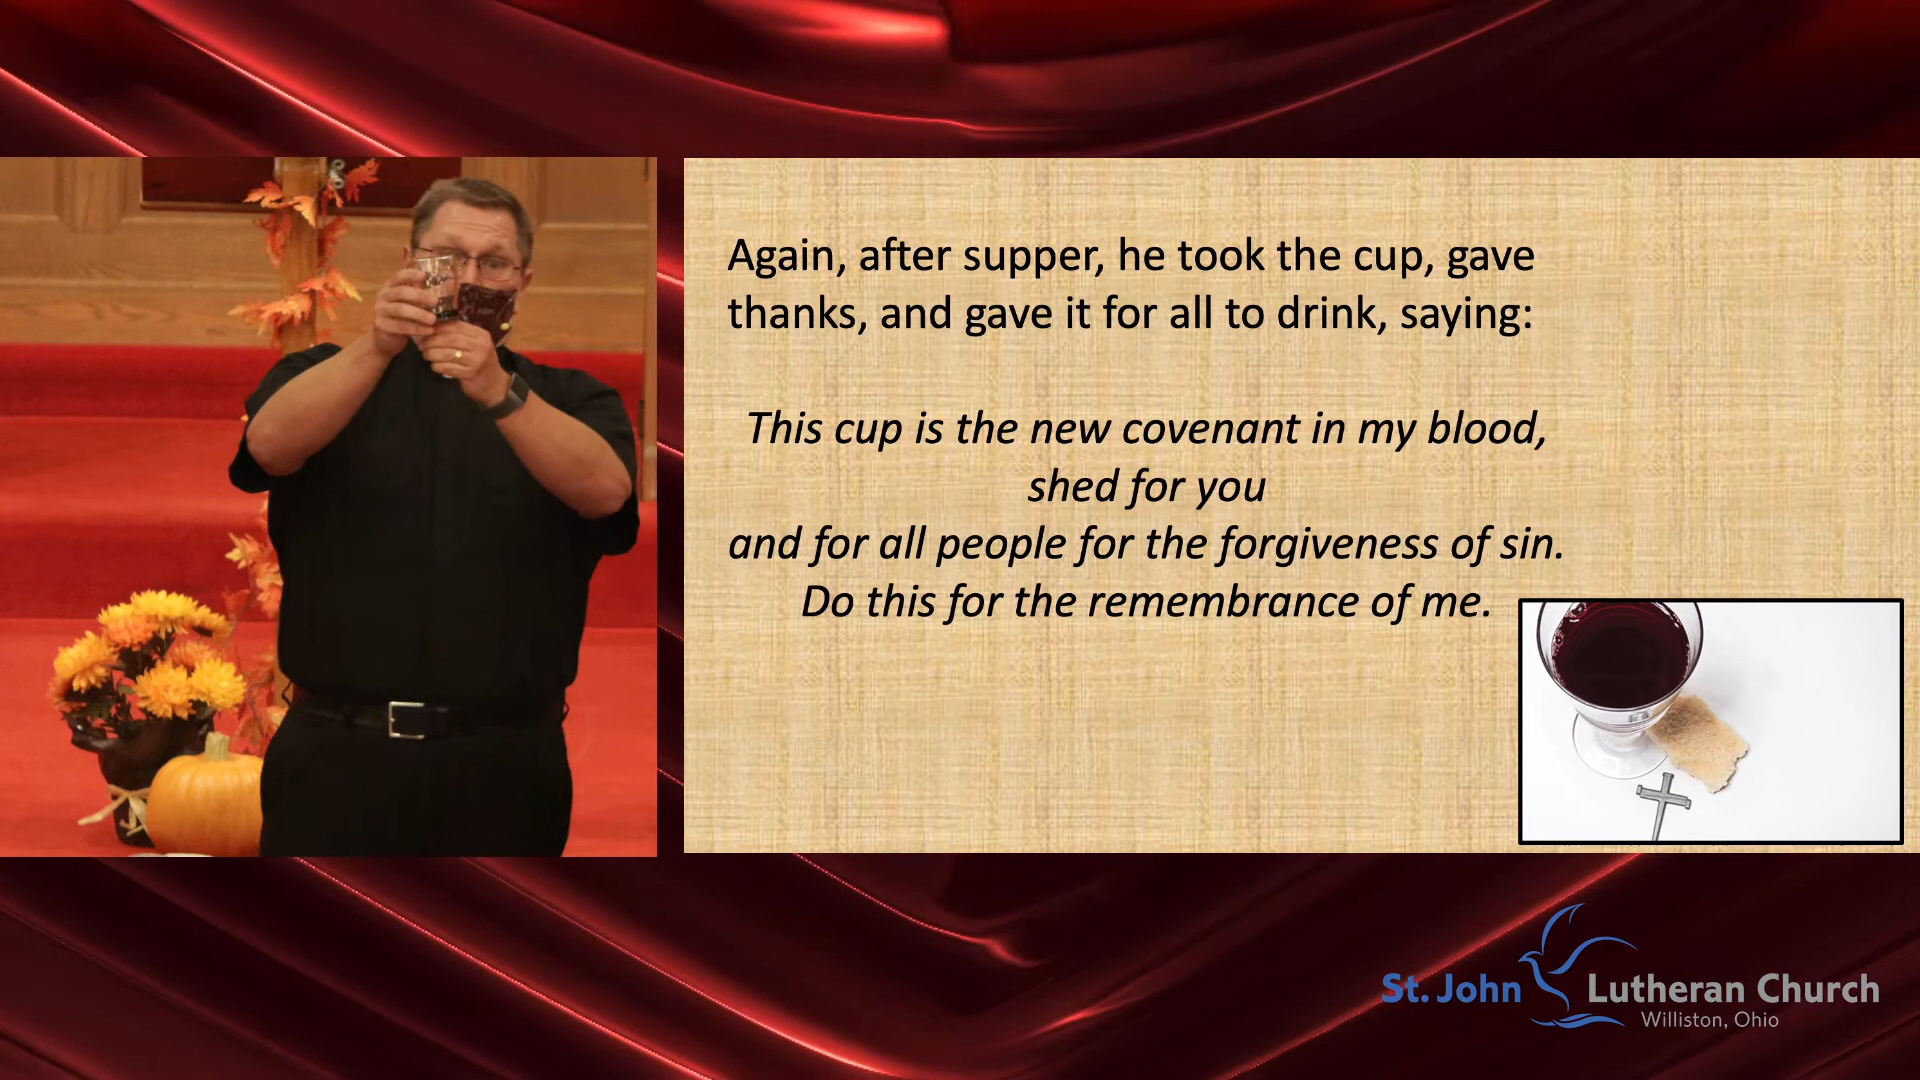 Again, after supper, he took the cup, gave
thanks, and gave it for all to drink, saying:
This cup is the new covenant in my blood,
shed for you
and for all people for the forgiveness of sin.
Do this for the remembrance of me.
St. John Lutheran Church
Williston, Ohio